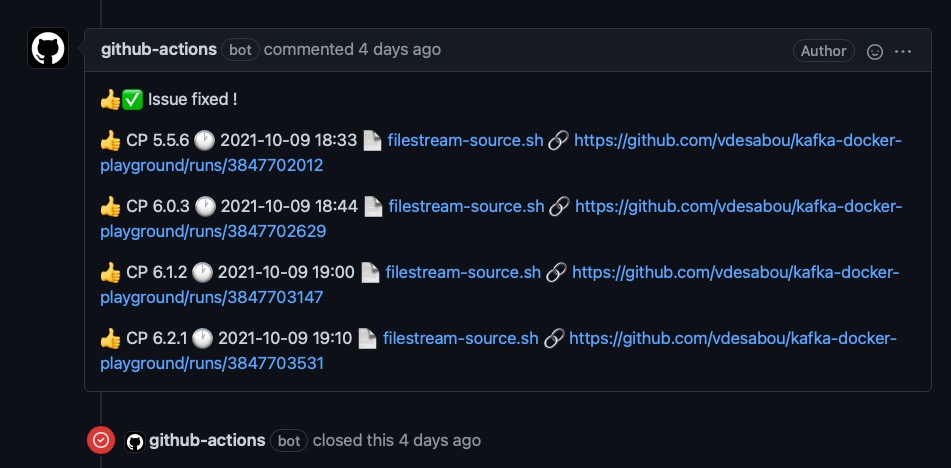 github-actions bot commented 4 days ago Author
👍✅ Issue fixed !
👍 CP 5.5.6 🕐 2021-10-09 18:33 📄 filestream-source.sh 🔗 https://github.com/vdesabou/kafka-docker-
playground/runs/3847702012
👍 CP 6.0.3 🕐 2021-10-09 18:44 📄 filestream-source.sh 🔗 https://github.com/vdesabou/kafka-docker-
playground/runs/3847702629
👍 CP 6.1.2 🕐 2021-10-09 19:00 📄 filestream-source.sh 🔗 https://github.com/vdesabou/kafka-docker-
playground/runs/3847703147
👍 CP 6.2.1 🕐 2021-10-09 19:10 📄 filestream-source.sh 🔗 https://github.com/vdesabou/kafka-docker-
playground/runs/3847703531
github-actions bot closed this 4 days ago